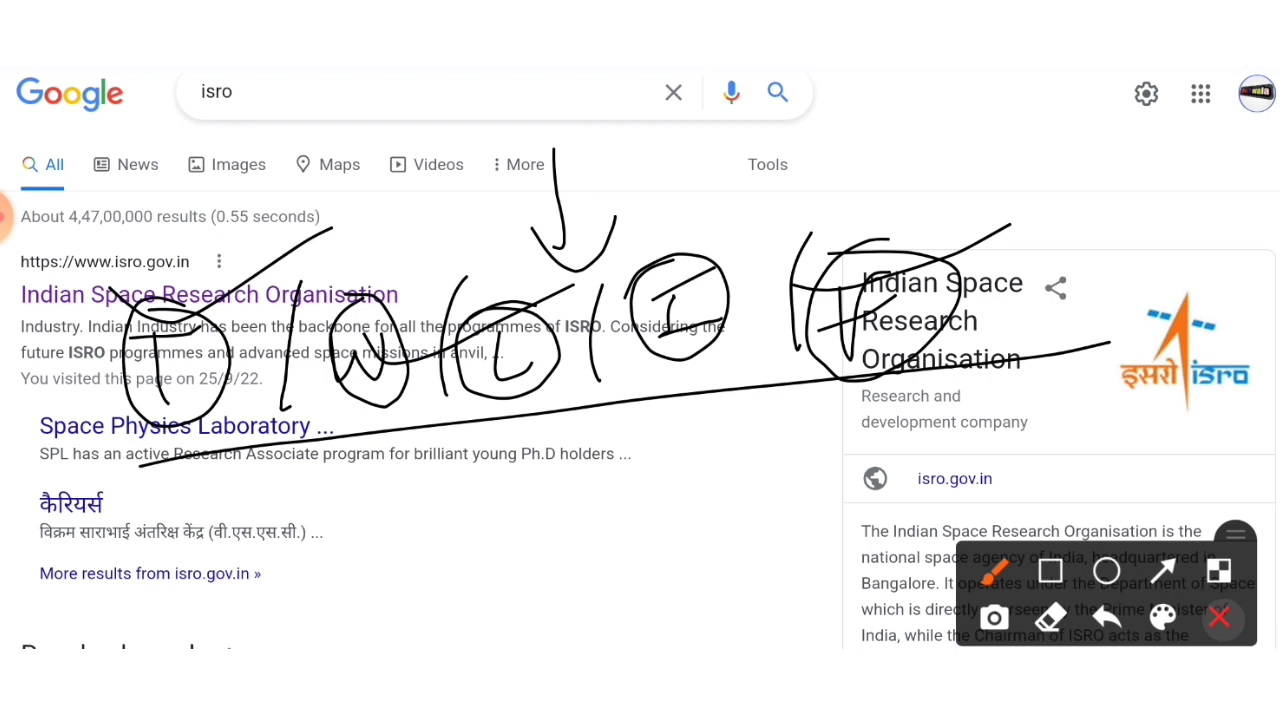 Google
isro
All News Images Maps Videos More Tools
About 4,47,00,000 results (0.55 seconds)
https://www.isro.gov.in
Indian Space Research Organisation
Industry. Indian Industry has been the backbone for all the programmes of ISRO. Considering the
future ISRO programmes and advanced space missions in anvil, ...
You visited this page on 25/9/22.
Space Physics Laboratory ...
SPL has an active Research Associate program for brilliant young Ph.D holders ...
कैरियर्स
विक्रम साराभाई अंतरिक्ष केंद्र (वी.एस.एस.सी.) ...
More results from isro.gov.in »
T / N / L / I / F
Indian Space
Research
Organisation
इसरो isro
Research and
development company
isro.gov.in
The Indian Space Research Organisation is the
national space agency of India, headquartered in
Bangalore. It operates under the Department of Space
which is directly overseen by the Prime Minister of
India, while the Chairman of ISRO acts as the